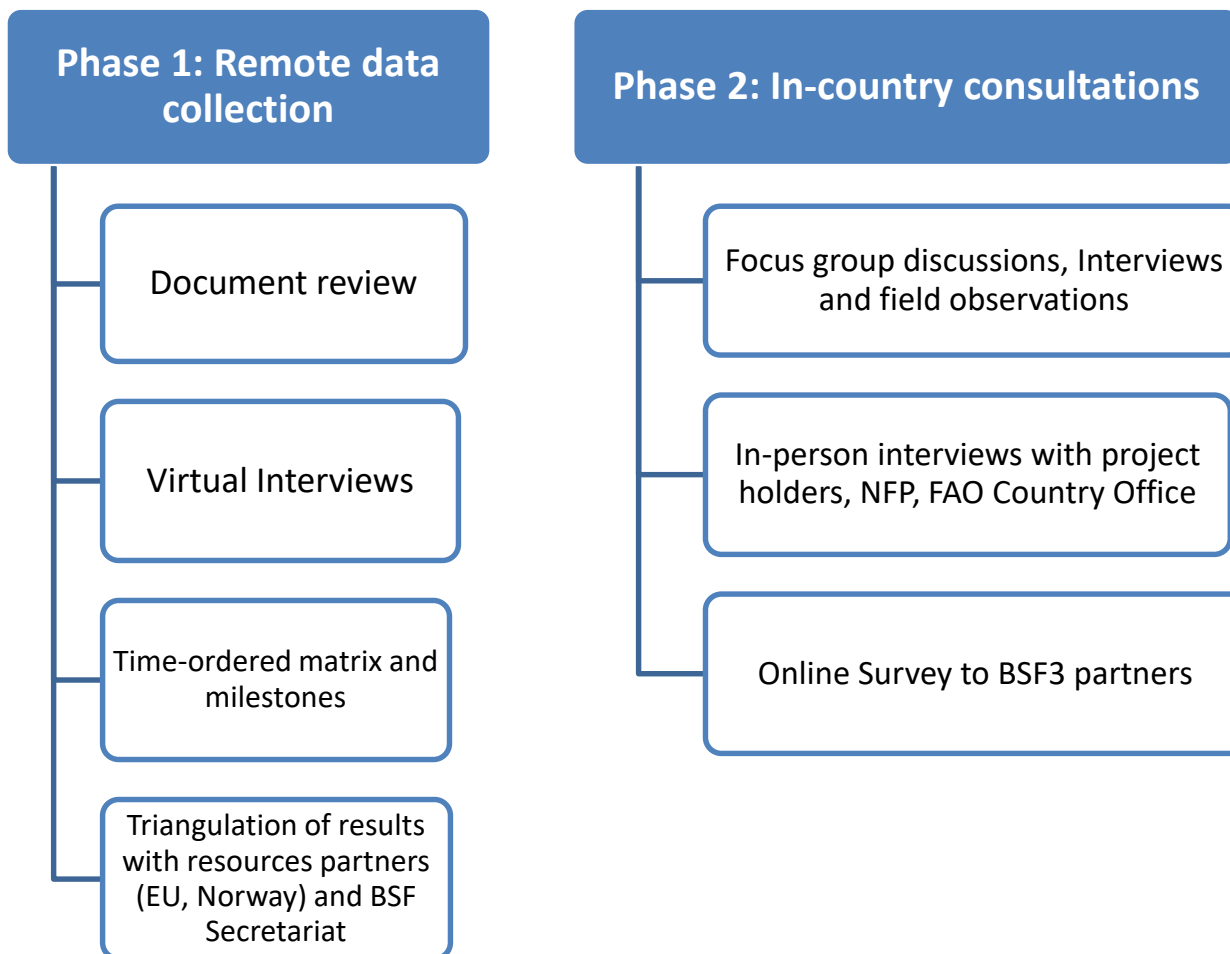 Phase 1: Remote data
collection
Document review
Virtual Interviews
Time-ordered matrix and
milestones
Triangulation of results
with resources partners
(EU, Norway) and BSF
Secretariat
Phase 2: In-country consultations
Focus group discussions, Interviews
and field observations
In-person interviews with project
holders, NFP, FAO Country Office
Online Survey to BSF3 partners